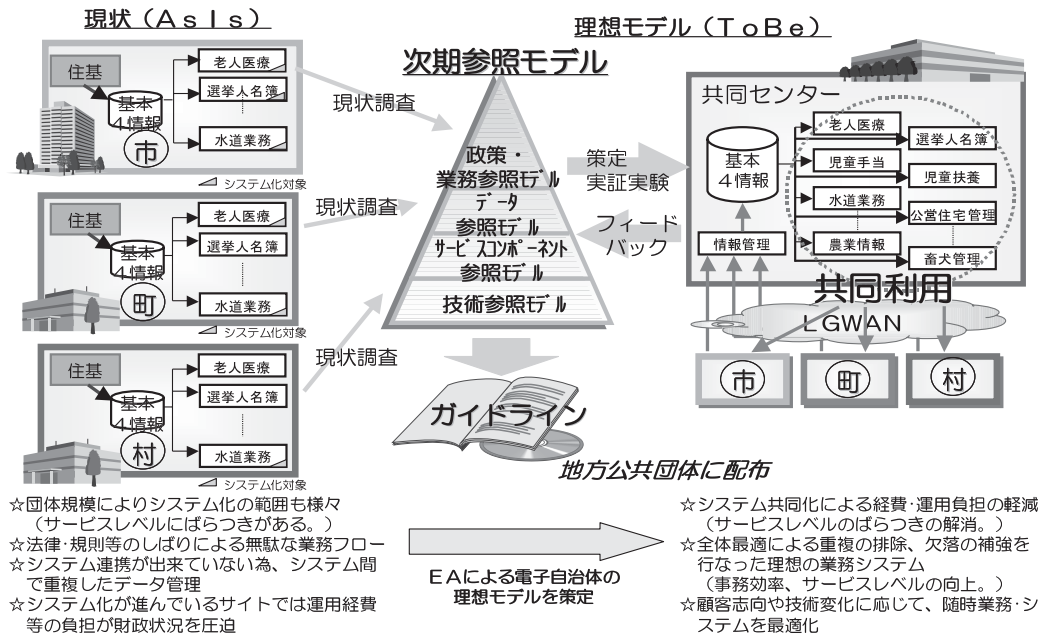 現状（ＡｓＩｓ）
住基
基本
４情報
市
老人医療
選挙人名簿
水道業務
システム化対象
住基
基本
４情報
町
老人医療
選挙人名簿
水道業務
システム化対象
住基
基本
４情報
村
老人医療
選挙人名簿
水道業務
システム化対象
現状調査
現状調査
現状調査
次期参照モデル
政策・
業務参照モデル
データ
参照モデル
サービスコンポーネント
参照モデル
技術参照モデル
ガイドライン
地方公共団体に配布
策定
実証実験
フィード
バック
理想モデル（ＴｏＢｅ）
共同センター
基本
４情報
情報管理
老人医療
選挙人名簿
児童手当
児童扶養
水道業務
公営住宅管理
農業情報
畜犬管理
共同利用
ＬＧＷＡＮ
市
町
村
☆団体規模によりシステム化の範囲も様々
（サービスレベルにばらつきがある。）
☆法律・規則等のしばりによる無駄な業務フロー
☆システム連携が出来ていない為、システム間
で重複したデータ管理
☆システム化が進んでいるサイトでは運用経費
等の負担が財政状況を圧迫
ＥＡによる電子自治体の
理想モデルを策定
☆システム共同化による経費・運用負担の軽減
（サービスレベルのばらつきの解消。）
☆全体最適による重複の排除、欠落の補強を
行なった理想の業務システム
（事務効率、サービスレベルの向上。）
☆顧客志向や技術変化に応じて、随時業務・シ
ステムを最適化